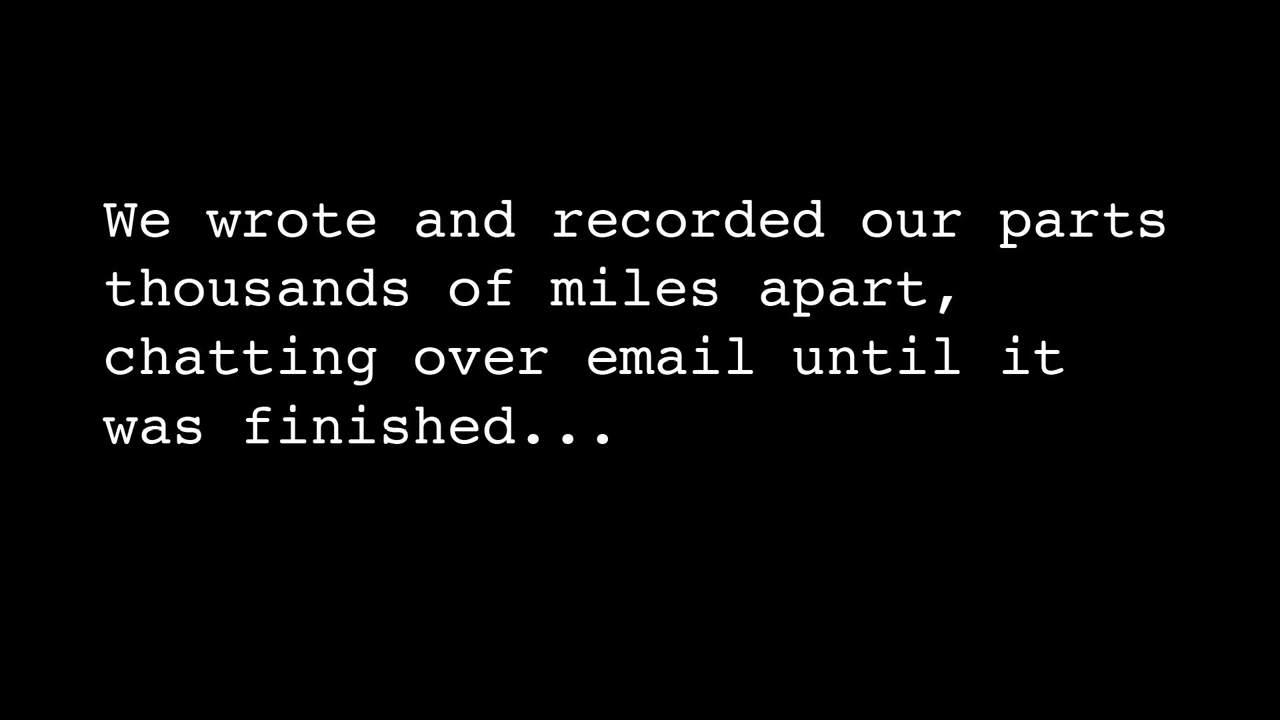 We wrote and recorded our parts
thousands of miles apart,
chatting over email until it
was finished...